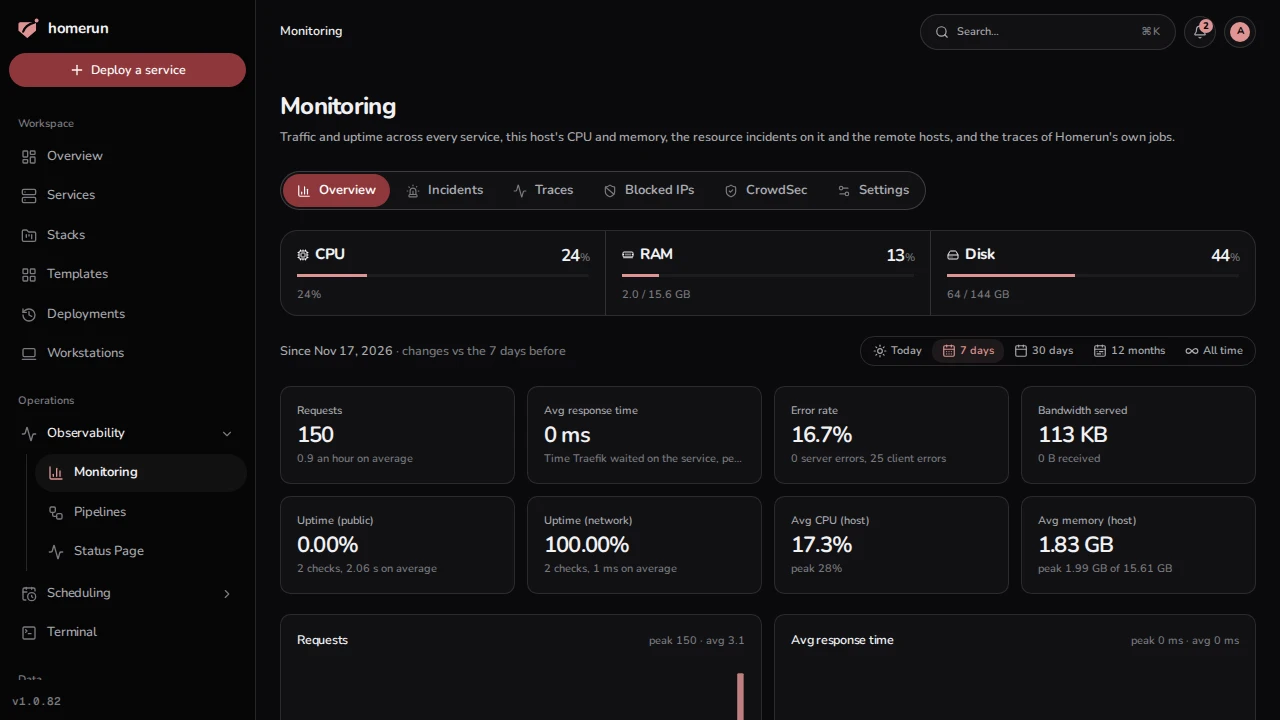 homerun
Deploy a service
Workspace
Overview
Services
Stacks
Templates
Deployments
Workstations
Operations
Observability
Monitoring
Pipelines
Status Page
Scheduling
Terminal
Data
v1.0.82
Monitoring
Search... ⌘K
2
A
Monitoring
Traffic and uptime across every service, this host's CPU and memory, the resource incidents on it and the remote hosts, and the traces of Homerun's own jobs.
Overview Incidents Traces Blocked IPs CrowdSec Settings
CPU 24%
24%
RAM 13%
2.0 / 15.6 GB
Disk 44%
64 / 144 GB
Since Nov 17, 2026 · changes vs the 7 days before
Today 7 days 30 days 12 months All time
Requests
150
0.9 an hour on average
Avg response time
0 ms
Time Traefik waited on the service, pe...
Error rate
16.7%
0 server errors, 25 client errors
Bandwidth served
113 KB
0 B received
Uptime (public)
0.00%
2 checks, 2.06 s on average
Uptime (network)
100.00%
2 checks, 1 ms on average
Avg CPU (host)
17.3%
peak 28%
Avg memory (host)
1.83 GB
peak 1.99 GB of 15.61 GB
Requests peak 150 · avg 3.1
Avg response time peak 0 ms · avg 0 ms